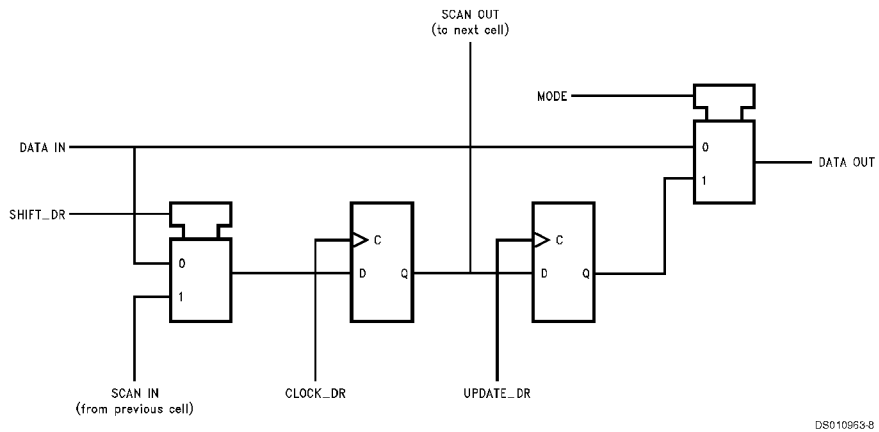 SCAN OUT
(to next cell)
MODE
DATA IN
0
DATA OUT
1
SHIFT_DR
C
C
0
D
Q
D
Q
1
SCAN IN
(from previous cell)
CLOCK_DR
UPDATE_DR
DS010963-8